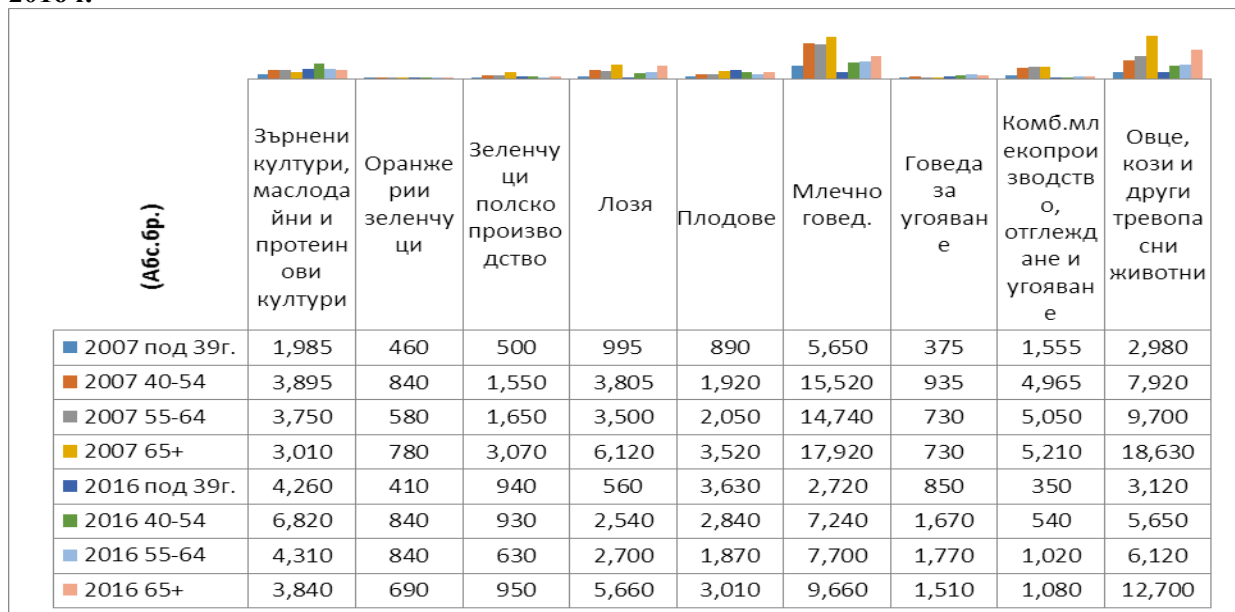 (Абс.бр.)
Зърнени
култури,
маслода
йни и
протеин
ови
култури
Оранже
рии
зеленчу
ци
Зеленчу
ци
полско
произво
дство
Лозя
Плодове
Млечно
говед.
Говеда
за
угояван
е
Комб.мл
екопрои
зводств
о,
отглежд
ане и
угояван
е
Овце,
кози и
други
тревопа
сни
животни
2007 под 39г. 1,985 460 500 995 890 5,650 375 1,555 2,980
2007 40-54 3,895 840 1,550 3,805 1,920 15,520 935 4,965 7,920
2007 55-64 3,750 580 1,650 3,500 2,050 14,740 730 5,050 9,700
2007 65+ 3,010 780 3,070 6,120 3,520 17,920 730 5,210 18,630
2016 под 39г. 4,260 410 940 560 3,630 2,720 850 350 3,120
2016 40-54 6,820 840 930 2,540 2,840 7,240 1,670 540 5,650
2016 55-64 4,310 840 630 2,700 1,870 7,700 1,770 1,020 6,120
2016 65+ 3,840 690 950 5,660 3,010 9,660 1,510 1,080 12,700